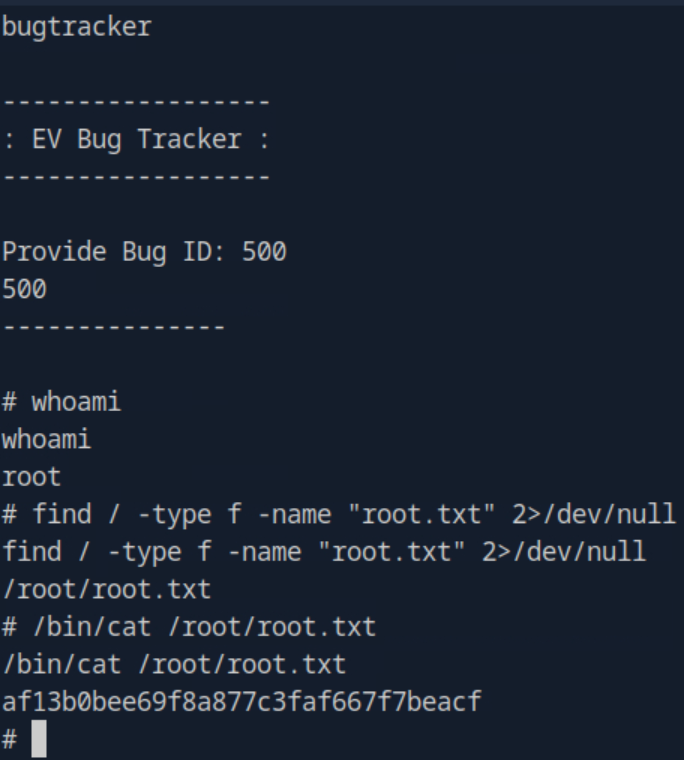 bugtracker
------------------
: EV Bug Tracker :
------------------
Provide Bug ID: 500
500
---------------
# whoami
whoami
root
# find / -type f -name "root.txt" 2>/dev/null
find / -type f -name "root.txt" 2>/dev/null
/root/root.txt
# /bin/cat /root/root.txt
/bin/cat /root/root.txt
af13b0bee69f8a877c3faf667f7beacf
#